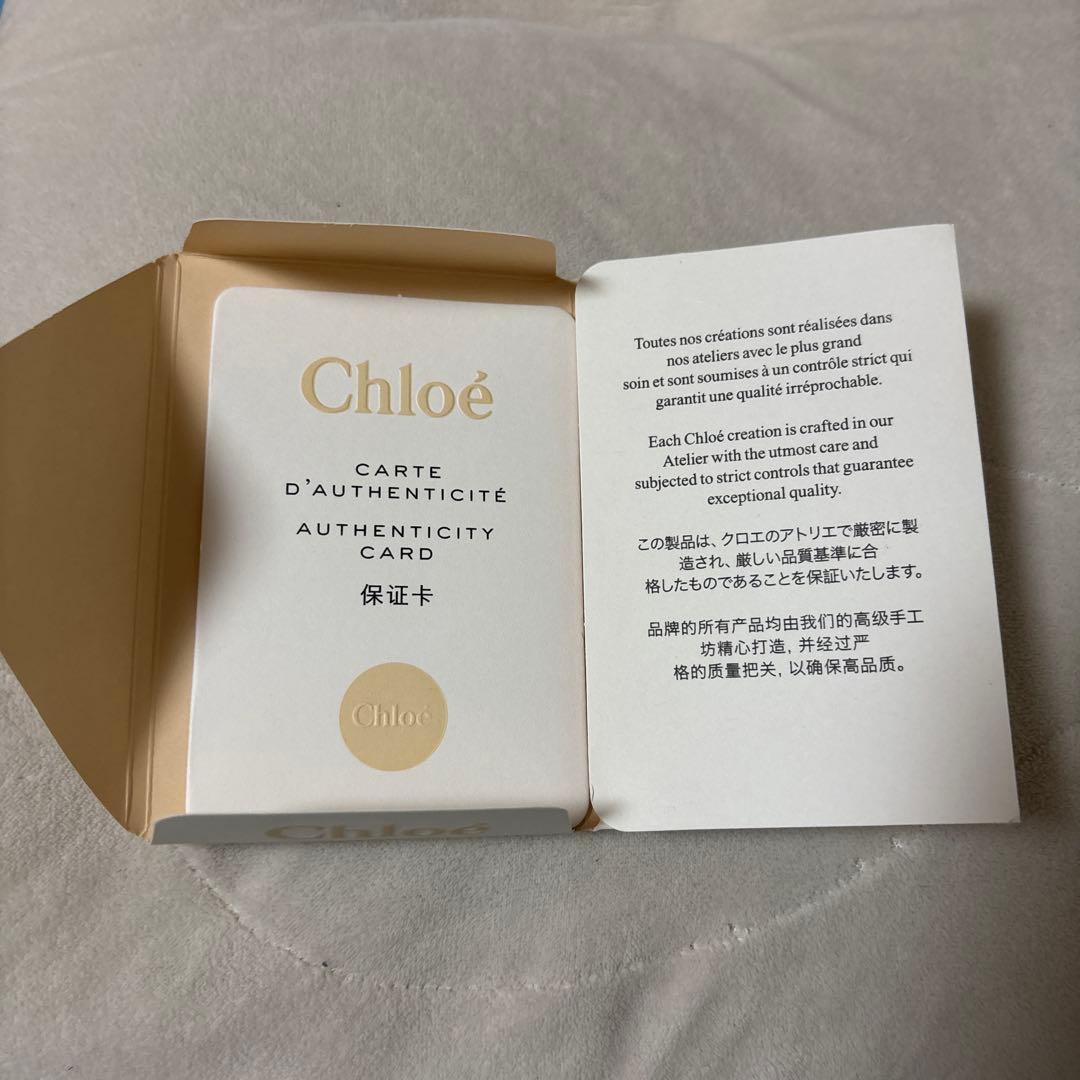 Chloé
CARTE
D'AUTHENTICITÉ
AUTHENTICITY
CARD
保证卡
Chloé
Chloé
Toutes nos créations sont réalisées dans
nos ateliers avec le plus grand
soin et sont soumises à un contrôle strict qui
garantit une qualité irréprochable.
Each Chloé creation is crafted in our
Atelier with the utmost care and
subjected to strict controls that guarantee
exceptional quality.
この製品は、クロエのアトリエで厳密に製
造され、厳しい品質基準に合
格したものであることを保証いたします。
品牌的所有产品均由我们的高级手工
坊精心打造, 并经过严
格的质量把关, 以确保高品质。